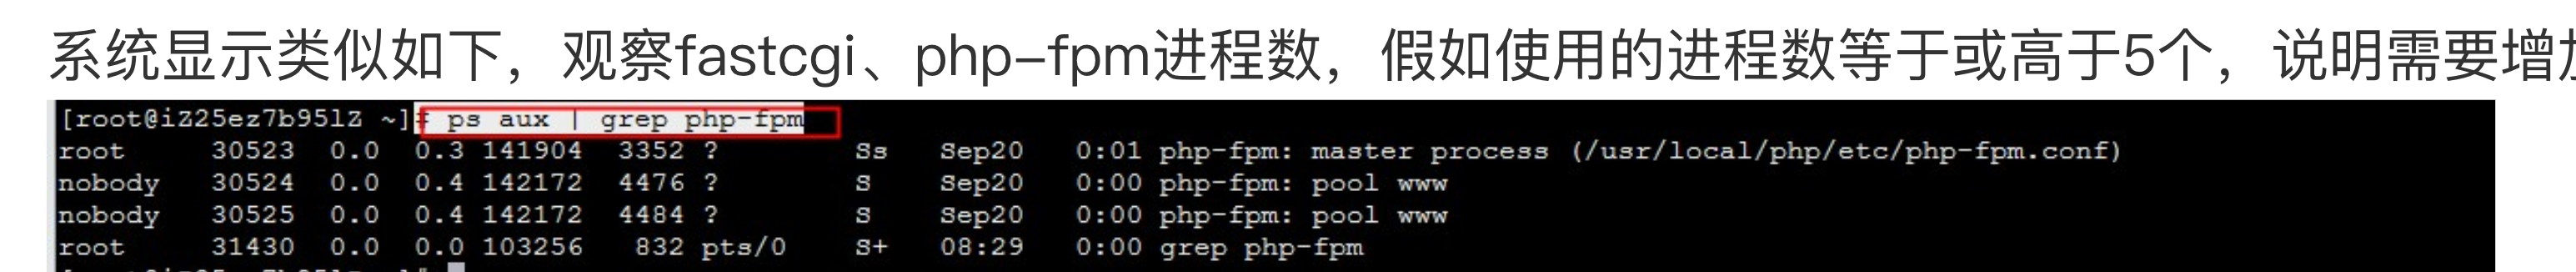 系统显示类似如下，观察fastcgi、php-fpm进程数，假如使用的进程数等于或高于5个，说明需要增加
[root@iZ25ez7b95lZ ~]# ps aux | grep php-fpm
root 30523 0.0 0.3 141904 3352 ? Ss Sep20 0:01 php-fpm: master process (/usr/local/php/etc/php-fpm.conf)
nobody 30524 0.0 0.4 142172 4476 ? S Sep20 0:00 php-fpm: pool www
nobody 30525 0.0 0.4 142172 4484 ? S Sep20 0:00 php-fpm: pool www
root 31430 0.0 0.0 103256 832 pts/0 S+ 08:29 0:00 grep php-fpm